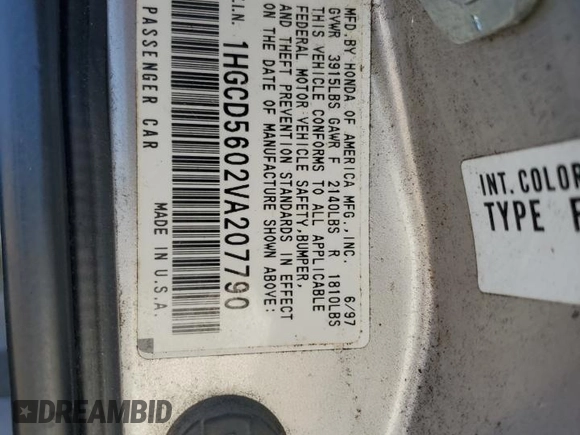 MFD.BY HONDA OF AMERICA MFG.,INC. 6/97
GVWR 3915LBS GAWR F 2140LBS R 1810LBS
THIS VEHICLE CONFORMS TO ALL APPLICABLE
FEDERAL MOTOR VEHICLE SAFETY,BUMPER,
AND THEFT PREVENTION STANDARDS IN EFFECT
ON THE DATE OF MANUFACTURE SHOWN ABOVE:
V.I.N. 1HGCD5602VA207790
PASSENGER CAR MADE IN U.S.A.
INT.COLOR
TYPE
DREAMBID